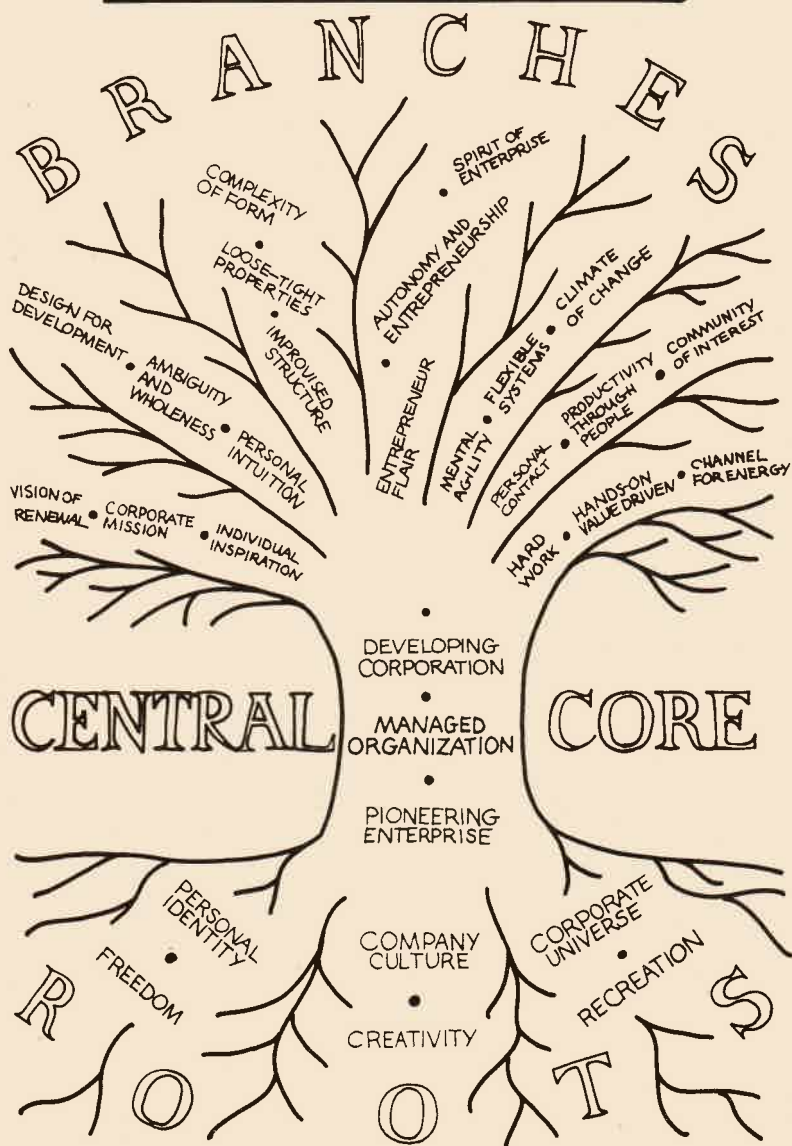 BRANCHES
VISION OF
RENEWAL •
CORPORATE
MISSION •
INDIVIDUAL
INSPIRATION
DESIGN FOR
DEVELOPMENT •
AMBIGUITY
AND
WHOLENESS •
PERSONAL
INTUITION
COMPLEXITY
OF FORM
•
LOOSE-TIGHT
PROPERTIES
•
IMPROVISED
STRUCTURE
• SPIRIT OF
ENTERPRISE
AUTONOMY AND
ENTREPRENEURSHIP
•
ENTREPRENEUR
FLAIR
MENTAL
AGILITY •
FLEXIBLE
SYSTEMS •
CLIMATE
OF CHANGE
PERSONAL
CONTACT •
PRODUCTIVITY
THROUGH
PEOPLE •
COMMUNITY
OF INTEREST
HARD
WORK •
HANDS-ON
VALUE DRIVEN •
CHANNEL
FOR ENERGY
•
DEVELOPING
CORPORATION
•
CENTRAL CORE
MANAGED
ORGANIZATION
•
PIONEERING
ENTERPRISE
PERSONAL
IDENTITY
•
FREEDOM
COMPANY
CULTURE
•
CREATIVITY
CORPORATE
UNIVERSE
•
RECREATION
ROOTS